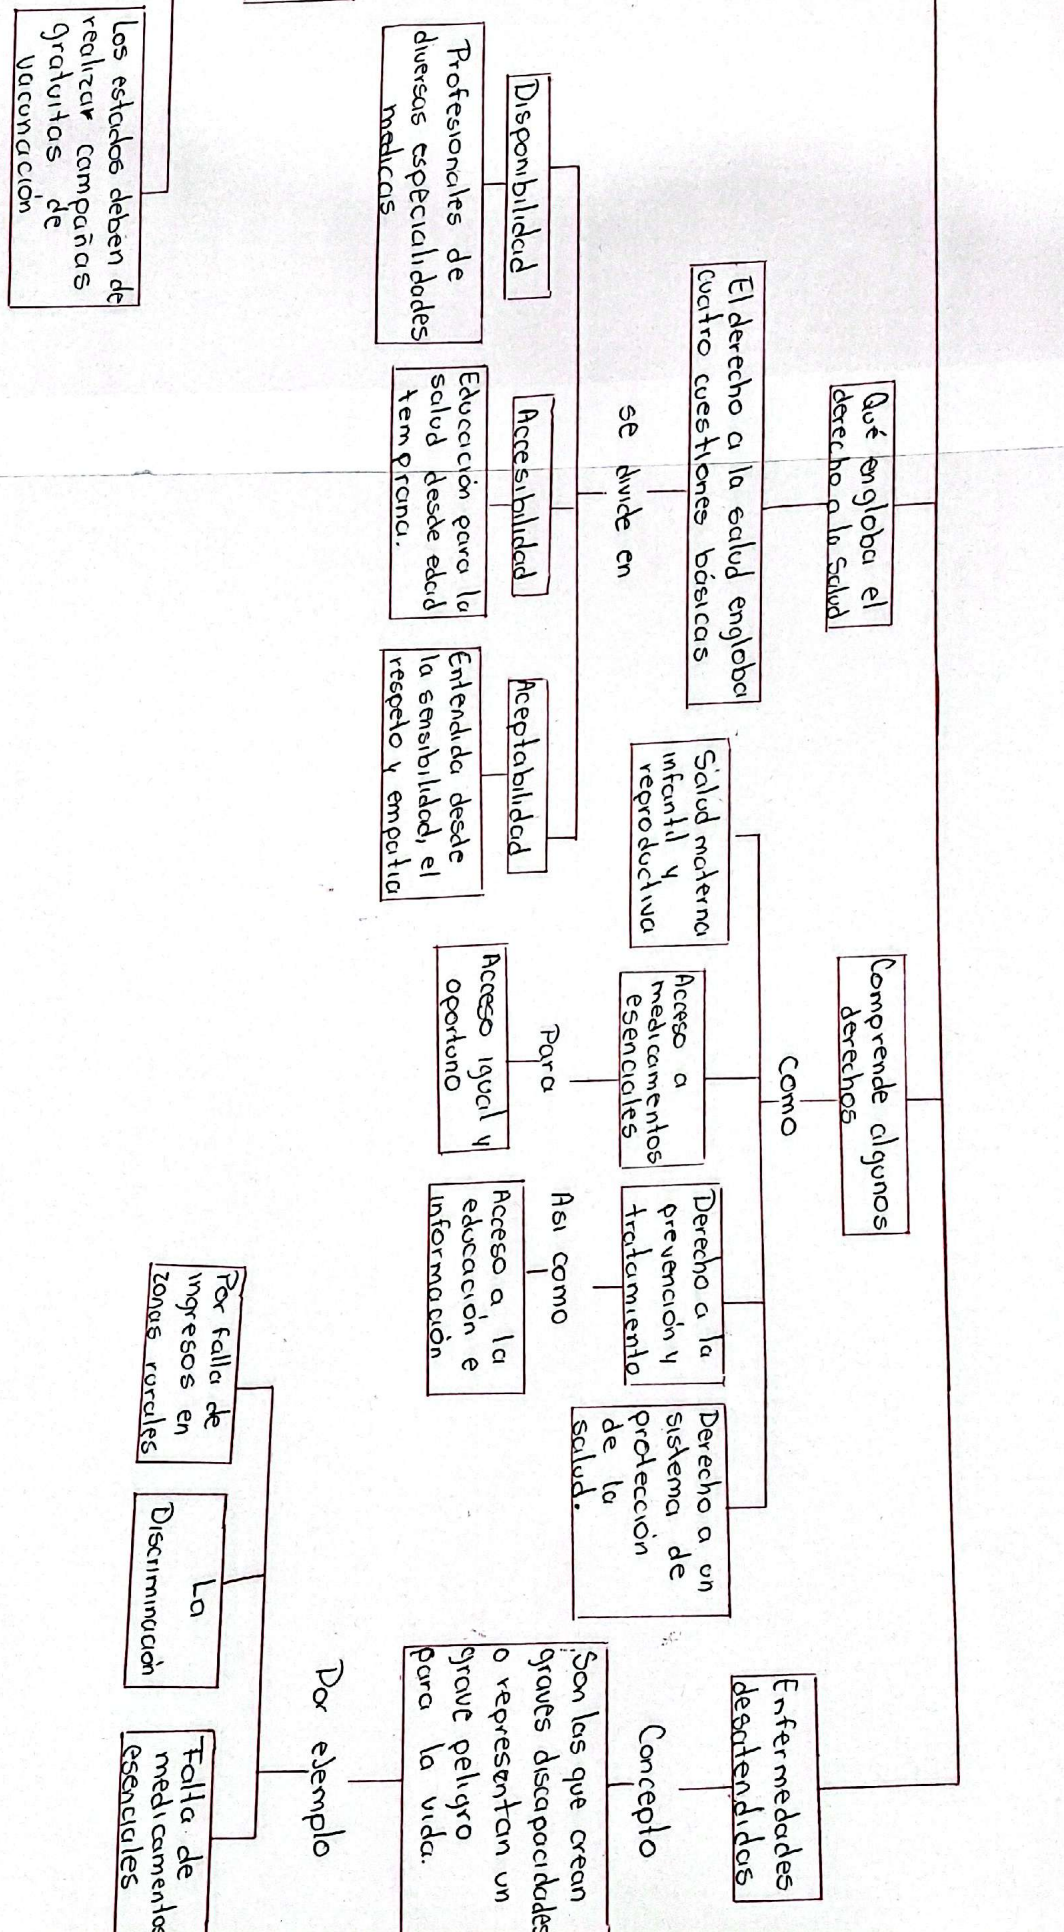 Qué engloba el
derecho a la Salud
El derecho a la salud engloba
cuatro cuestiones básicas
se divide en
Disponibilidad
Profesionales de
diversas especialidades
medicas
Accesibilidad
Educación para la
salud desde edad
temprana.
Aceptabilidad
Entendida desde
la sensibilidad, el
respeto y empatia
Los estados deben de
realizar campañas
gratuitas de
vacunación
Comprende algunos
derechos
como
Salud materna
infantil y
reproductiva
Acceso a
medicamentos
esenciales
Para
Acceso igual y
oportuno
Derecho a la
prevención y
tratamiento
Asi como
Acceso a la
educación e
información
Derecho a un
sistema de
protección
de la
salud.
Enfermedades
desatendidas
Concepto
Son las que crean
graves discapacidades
o representan un
grave peligro
para la vida.
Por ejemplo
Por falla de
ingresos en
zonas rurales
La
Discriminación
Falta de
medicamentos
esenciales